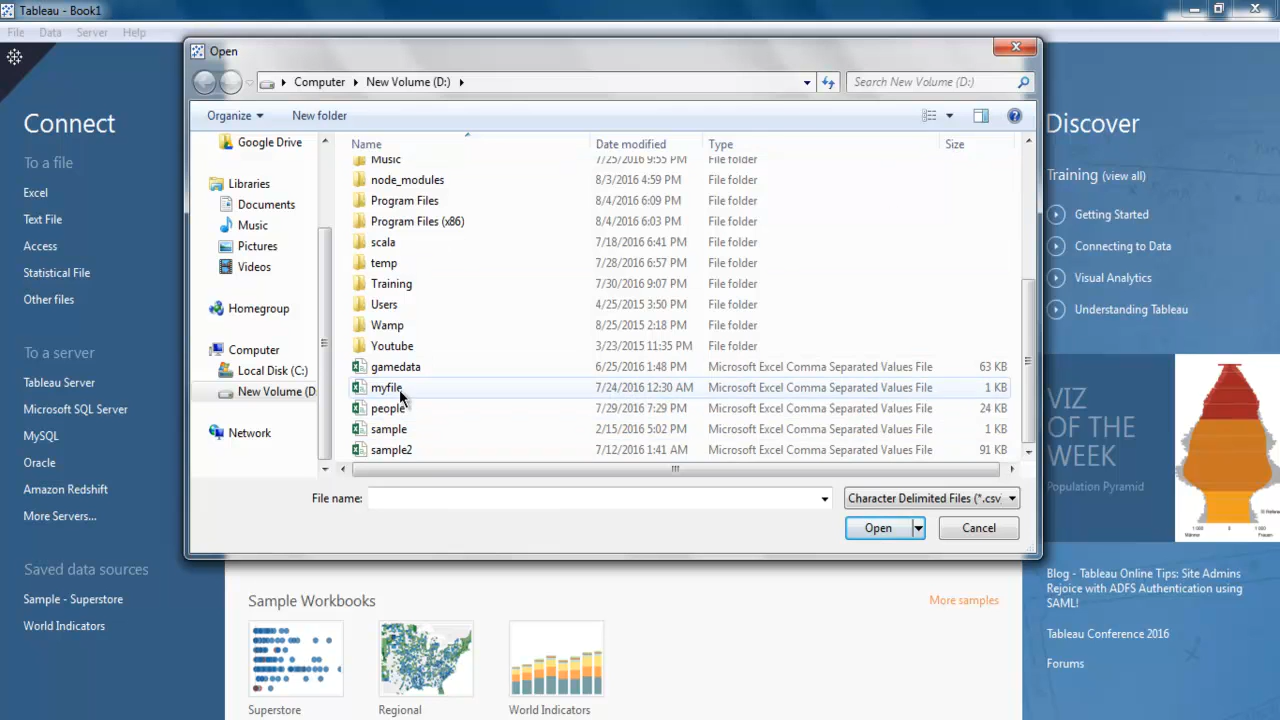 Tableau - Book1
File Data Server Help
Connect
To a file
Excel
Text File
Access
Statistical File
Other files
To a server
Tableau Server
Microsoft SQL Server
MySQL
Oracle
Amazon Redshift
More Servers...
Saved data sources
Sample - Superstore
World Indicators
Open
Computer New Volume (D:)
Search New Volume (D:)
Organize New folder
Google Drive
Libraries
Documents
Music
Pictures
Videos
Homegroup
Computer
Local Disk (C:)
New Volume (D
Network
Name Date modified Type Size
Music 7/25/2016 9:55 PM File folder
node_modules 8/3/2016 4:59 PM File folder
Program Files 8/4/2016 6:09 PM File folder
Program Files (x86) 8/4/2016 6:03 PM File folder
scala 7/18/2016 6:41 PM File folder
temp 7/28/2016 6:57 PM File folder
Training 7/30/2016 9:07 PM File folder
Users 4/25/2015 3:50 PM File folder
Wamp 8/25/2015 2:18 PM File folder
Youtube 3/23/2015 11:35 PM File folder
gamedata 6/25/2016 1:48 PM Microsoft Excel Comma Separated Values File 63 KB
myfile 7/24/2016 12:30 AM Microsoft Excel Comma Separated Values File 1 KB
people 7/29/2016 7:29 PM Microsoft Excel Comma Separated Values File 24 KB
sample 2/15/2016 5:02 PM Microsoft Excel Comma Separated Values File 1 KB
sample2 7/12/2016 1:41 AM Microsoft Excel Comma Separated Values File 91 KB
File name:
Character Delimited Files (*.csv
Open Cancel
Sample Workbooks
More samples
Superstore
Regional
World Indicators
Discover
Training (view all)
Getting Started
Connecting to Data
Visual Analytics
Understanding Tableau
VIZ
OF THE
WEEK
Population Pyramid
Blog - Tableau Online Tips: Site Admins
Rejoice with ADFS Authentication using
SAML!
Tableau Conference 2016
Forums